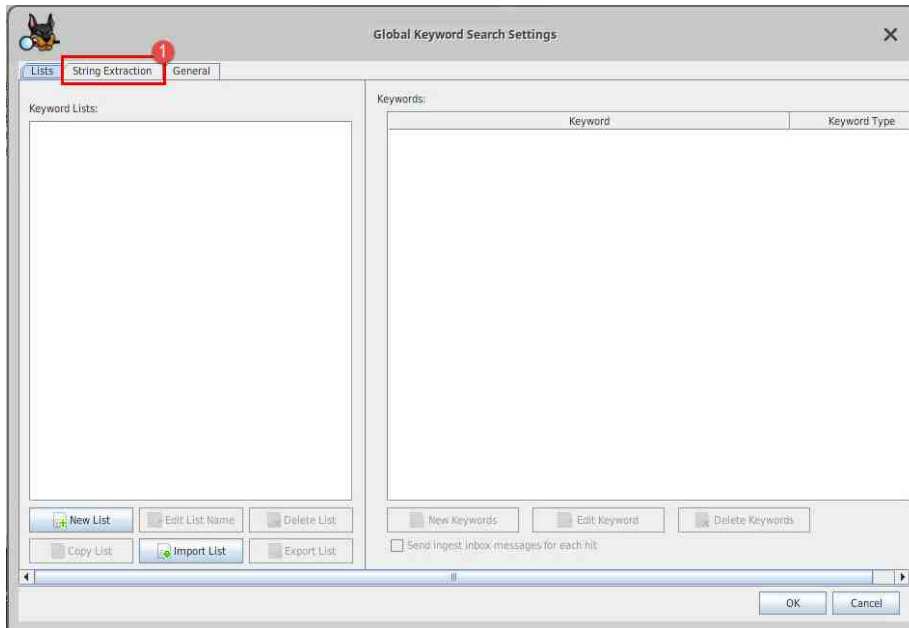 Global Keyword Search Settings
1
Lists String Extraction General
Keyword Lists:
Keywords:
Keyword Keyword Type
New List Edit List Name Delete List
Copy List Import List Export List
New Keywords Edit Keyword Delete Keywords
Send ingest inbox messages for each hit
OK Cancel